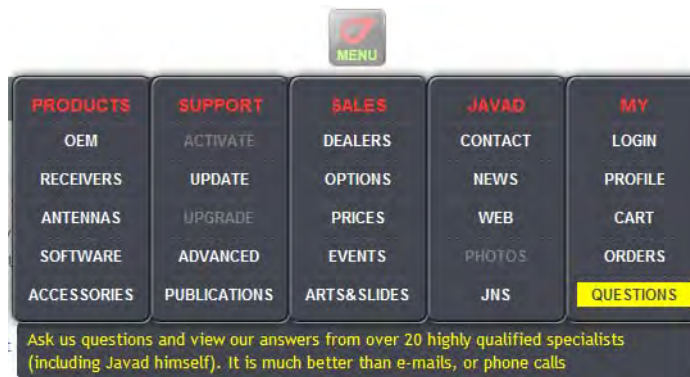 MENU
PRODUCTS SUPPORT SALES JAVAD MY
OEM ACTIVATE DEALERS CONTACT LOGIN
RECEIVERS UPDATE OPTIONS NEWS PROFILE
ANTENNAS UPGRADE PRICES WEB CART
SOFTWARE ADVANCED EVENTS PHOTOS ORDERS
ACCESSORIES PUBLICATIONS ARTS&SLIDES JNS QUESTIONS
Ask us questions and view our answers from over 20 highly qualified specialists
(including Javad himself). It is much better than e-mails, or phone calls